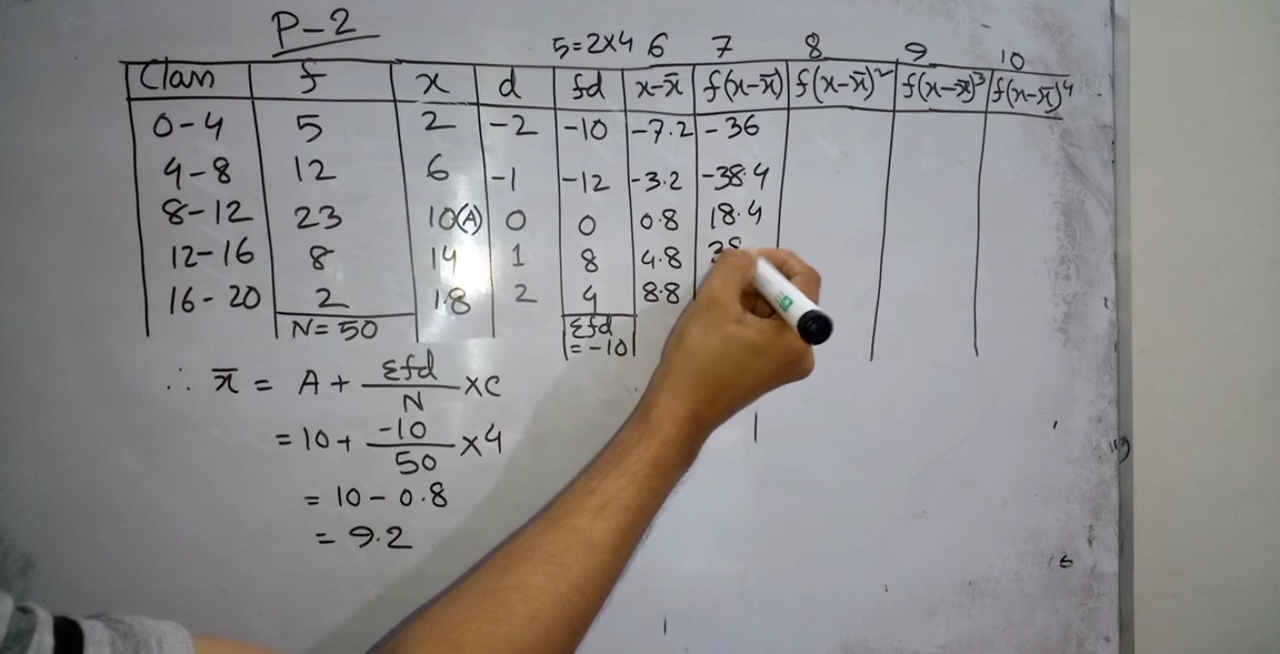 P-2
5=2×4 6 7 8 9 10
Class f x d fd x-x̄ f(x-x̄) f(x-x̄)² f(x-x̄)³ f(x-x̄)⁴
0-4 5 2 -2 -10 -7.2 -36
4-8 12 6 -1 -12 -3.2 -38.4
8-12 23 10(A) 0 0 0.8 18.4
12-16 8 14 1 8 4.8
16-20 2 18 2 4 8.8
N=50 Σfd
=-10
∴ x̄ = A + Σfd/N ×C
= 10 + -10/50 ×4
= 10 - 0.8
= 9.2